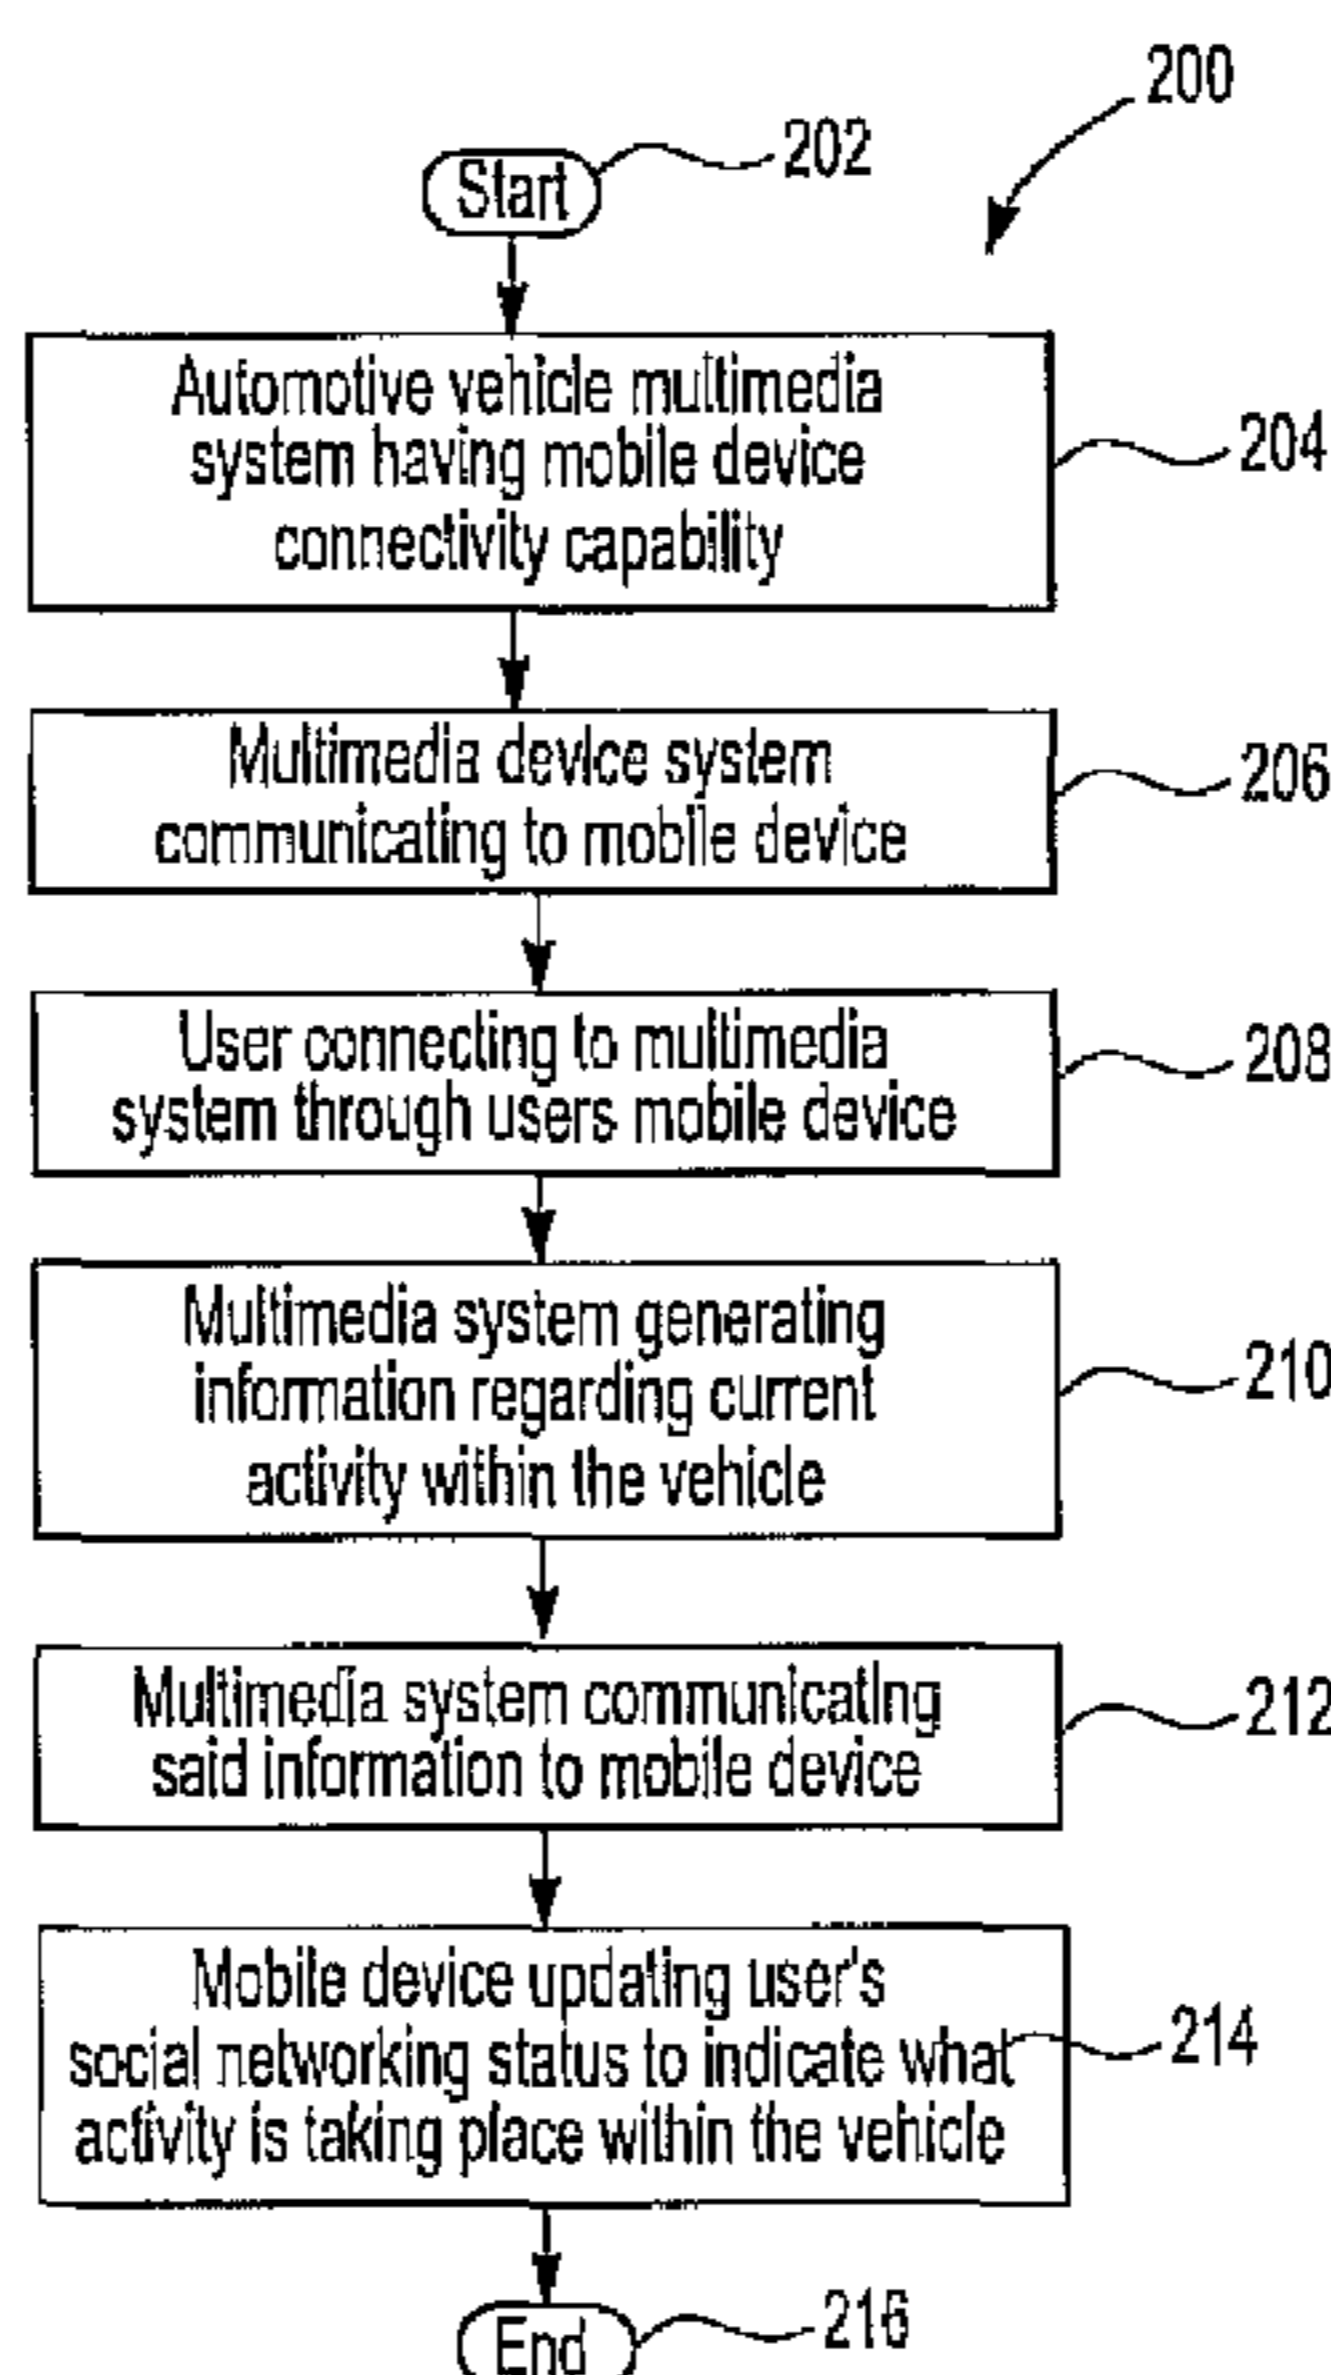 200
Start
202
Automotive vehicle multimedia
system having mobile device
connectivity capability
204
Multimedia device system
communicating to mobile device
206
User connecting to multimedia
system through users mobile device
208
Multimedia system generating
information regarding current
activity within the vehicle
210
Multimedia system communicating
said information to mobile device
212
Mobile device updating user's
social networking status to indicate what
activity is taking place within the vehicle
214
End
216